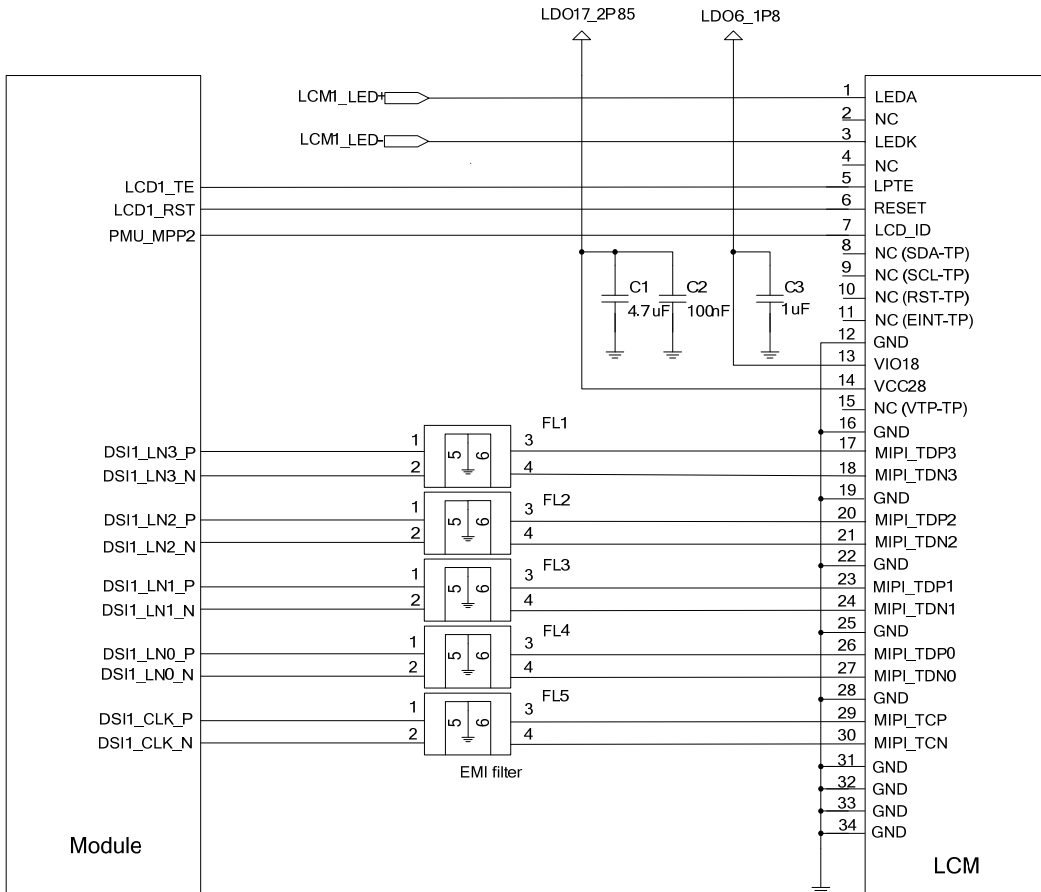 LDO17_2P85
LDO6_1P8
LCM1_LED+
1
LEDA
2
NC
LCM1_LED-
3
LEDK
4
NC
LCD1_TE
5
LPTE
LCD1_RST
6
RESET
PMU_MPP2
7
LCD_ID
8
NC (SDA-TP)
9
NC (SCL-TP)
C1
4.7uF
C2
100nF
C3
1uF
10
NC (RST-TP)
11
NC (EINT-TP)
12
GND
13
VIO18
14
VCC28
15
NC (VTP-TP)
16
GND
FL1
DSI1_LN3_P
1
5
6
3
17
MIPI_TDP3
DSI1_LN3_N
2
4
18
MIPI_TDN3
19
GND
FL2
DSI1_LN2_P
1
5
6
3
20
MIPI_TDP2
DSI1_LN2_N
2
4
21
MIPI_TDN2
22
GND
FL3
DSI1_LN1_P
1
5
6
3
23
MIPI_TDP1
DSI1_LN1_N
2
4
24
MIPI_TDN1
25
GND
FL4
DSI1_LN0_P
1
5
6
3
26
MIPI_TDP0
DSI1_LN0_N
2
4
27
MIPI_TDN0
28
GND
FL5
DSI1_CLK_P
1
5
6
3
29
MIPI_TCP
DSI1_CLK_N
2
4
30
MIPI_TCN
EMI filter
31
GND
32
GND
33
GND
34
GND
Module
LCM